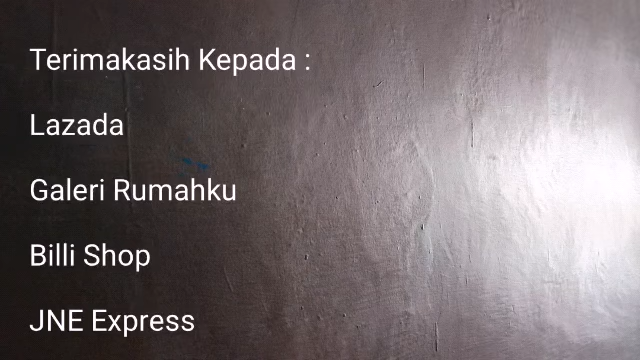 Terimakasih Kepada :
Lazada
Galeri Rumahku
Billi Shop
JNE Express